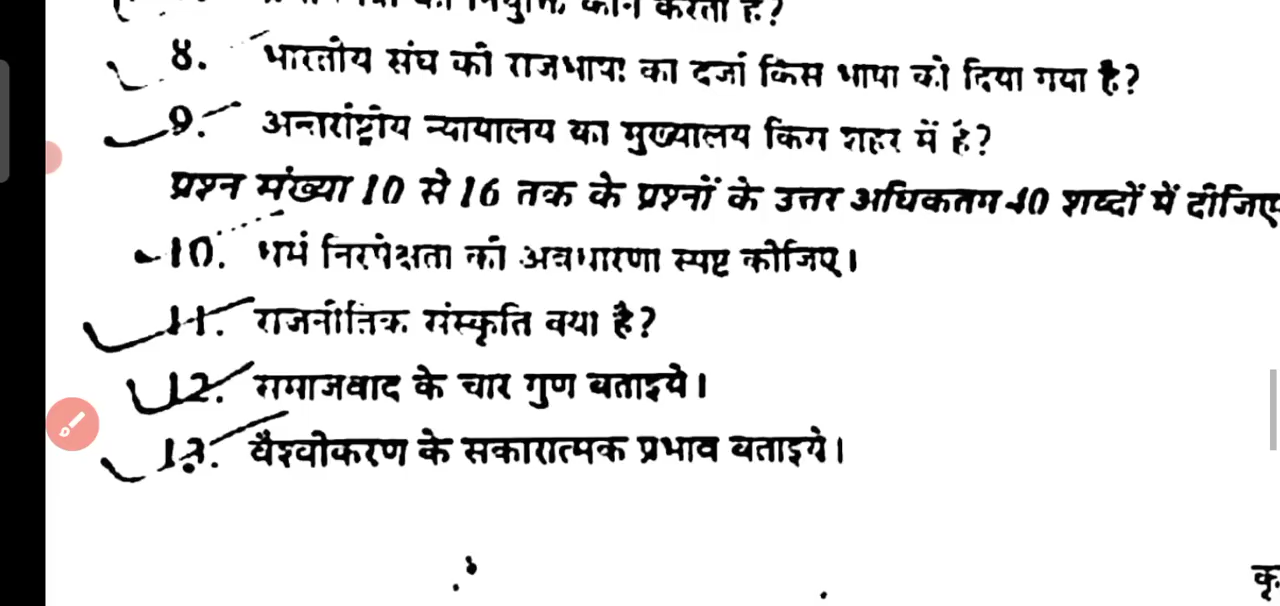 की नियुक्ति कौन करता है?
8. भारतीय संघ की राजभाषा का दर्जा किस भाषा को दिया गया है?
9. अन्तर्राष्ट्रीय न्यायालय का मुख्यालय किस शहर में है?
प्रश्न संख्या 10 से 16 तक के प्रश्नों के उत्तर अधिकतम 40 शब्दों में दीजिए
10. धर्म निरपेक्षता की अवधारणा स्पष्ट कीजिए।
11. राजनीतिक संस्कृति क्या है?
12. समाजवाद के चार गुण बताइये।
13. वैश्वीकरण के सकारात्मक प्रभाव बताइये।
कृ